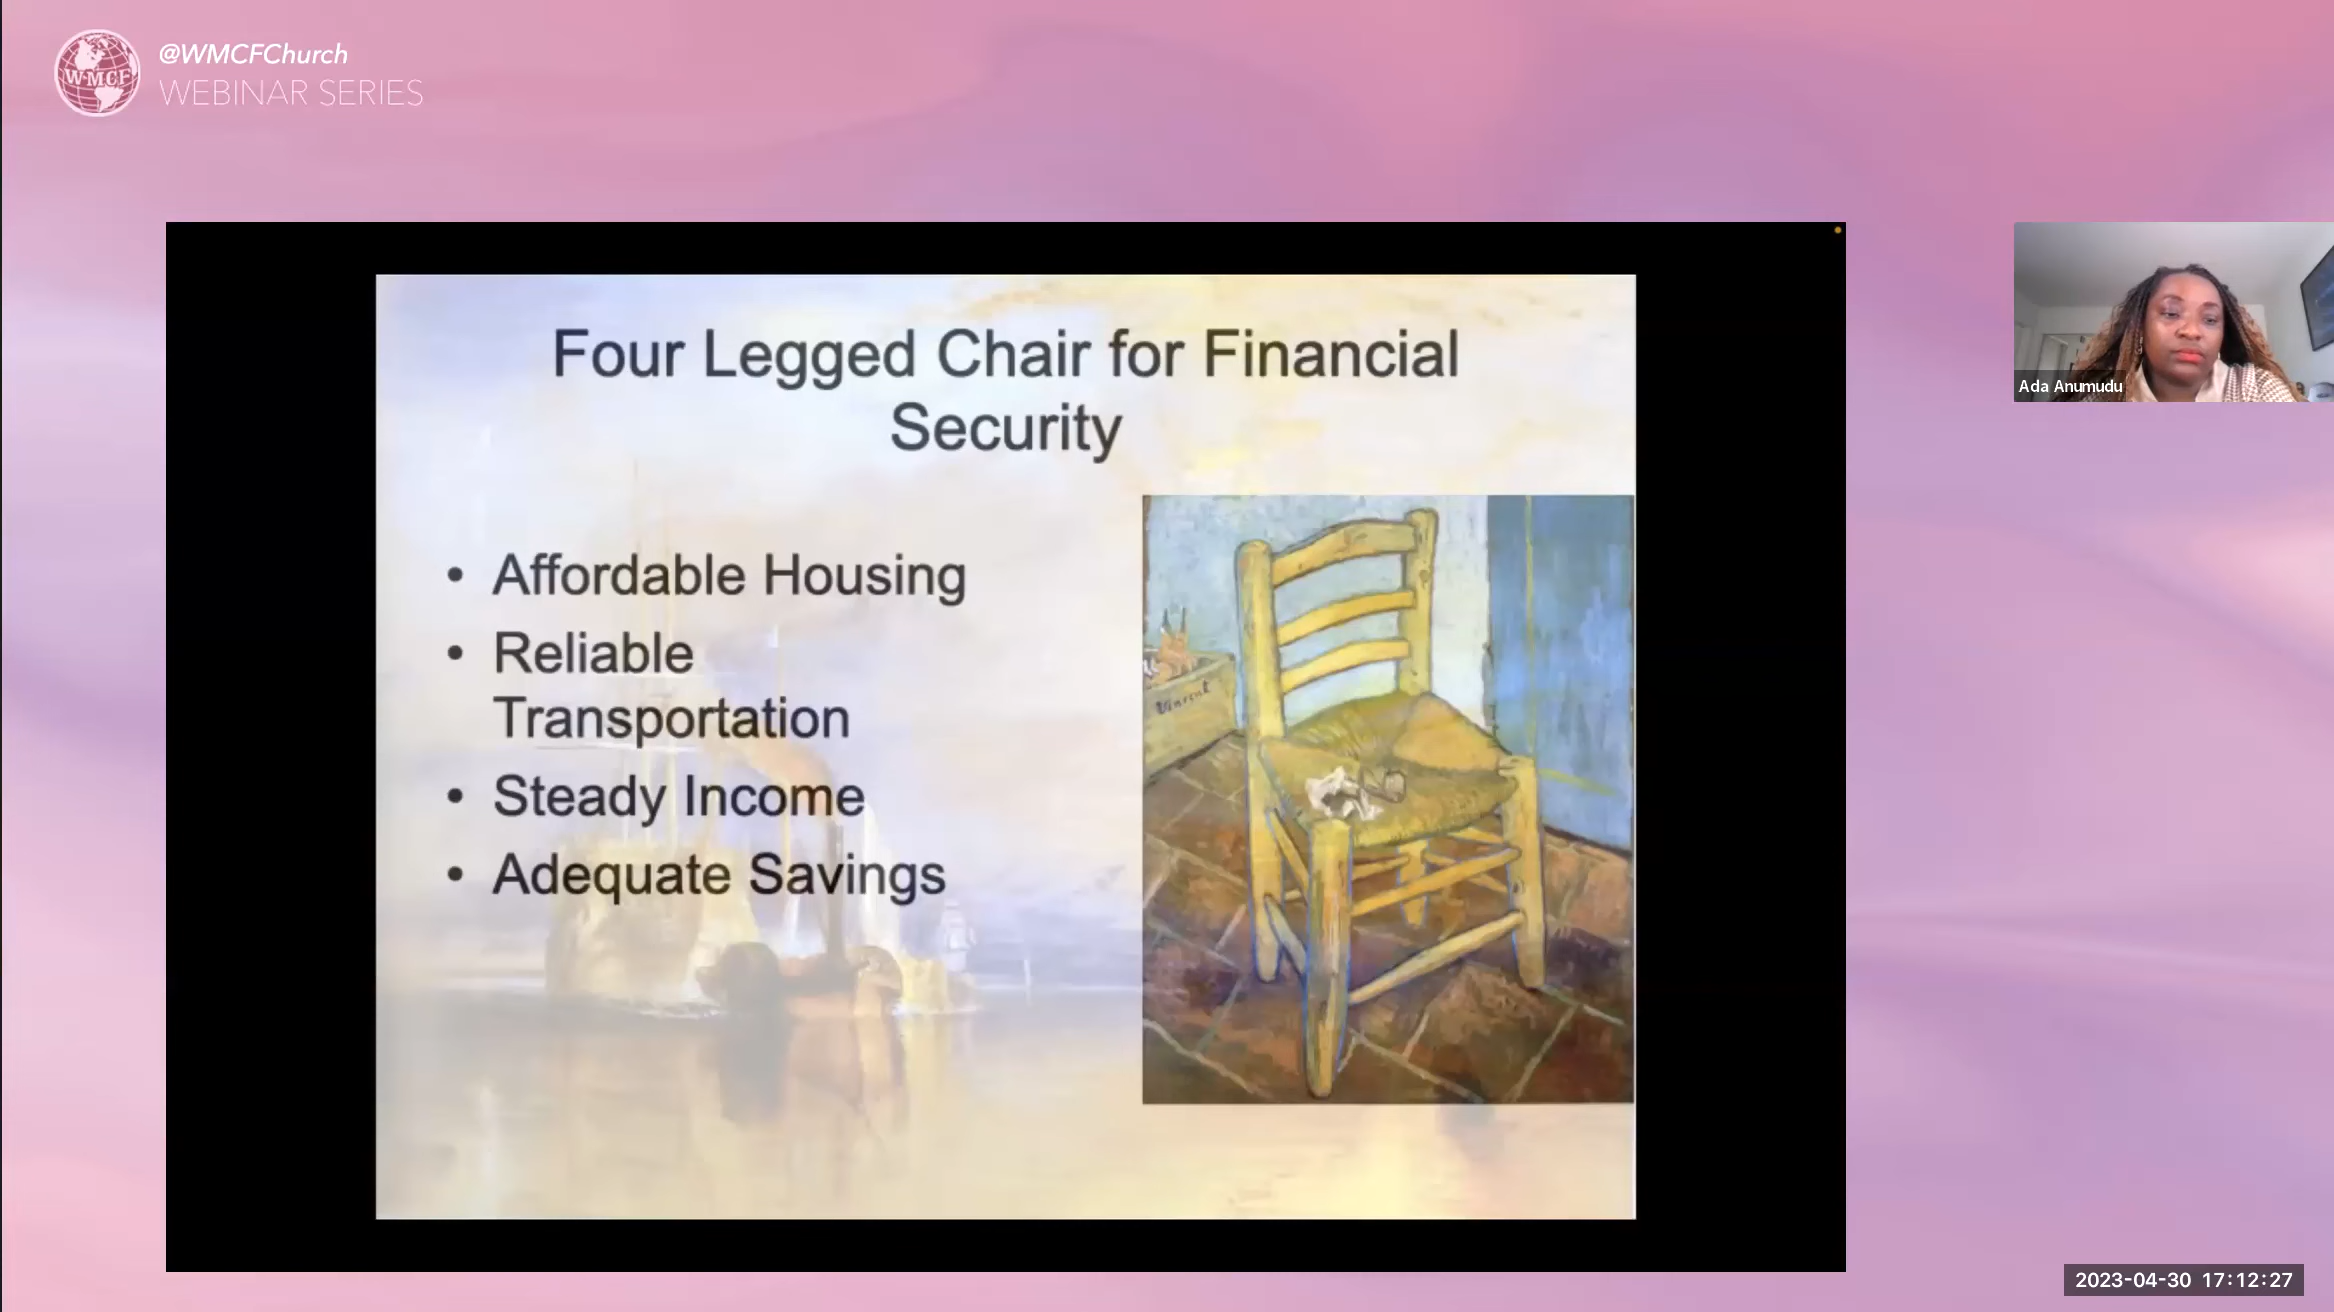 @WMCFChurch
WEBINAR SERIES
WMCF
Four Legged Chair for Financial
Security
• Affordable Housing
• Reliable
Transportation
• Steady Income
• Adequate Savings
Vincent
Ada Anumudu
2023-04-30 17:12:27